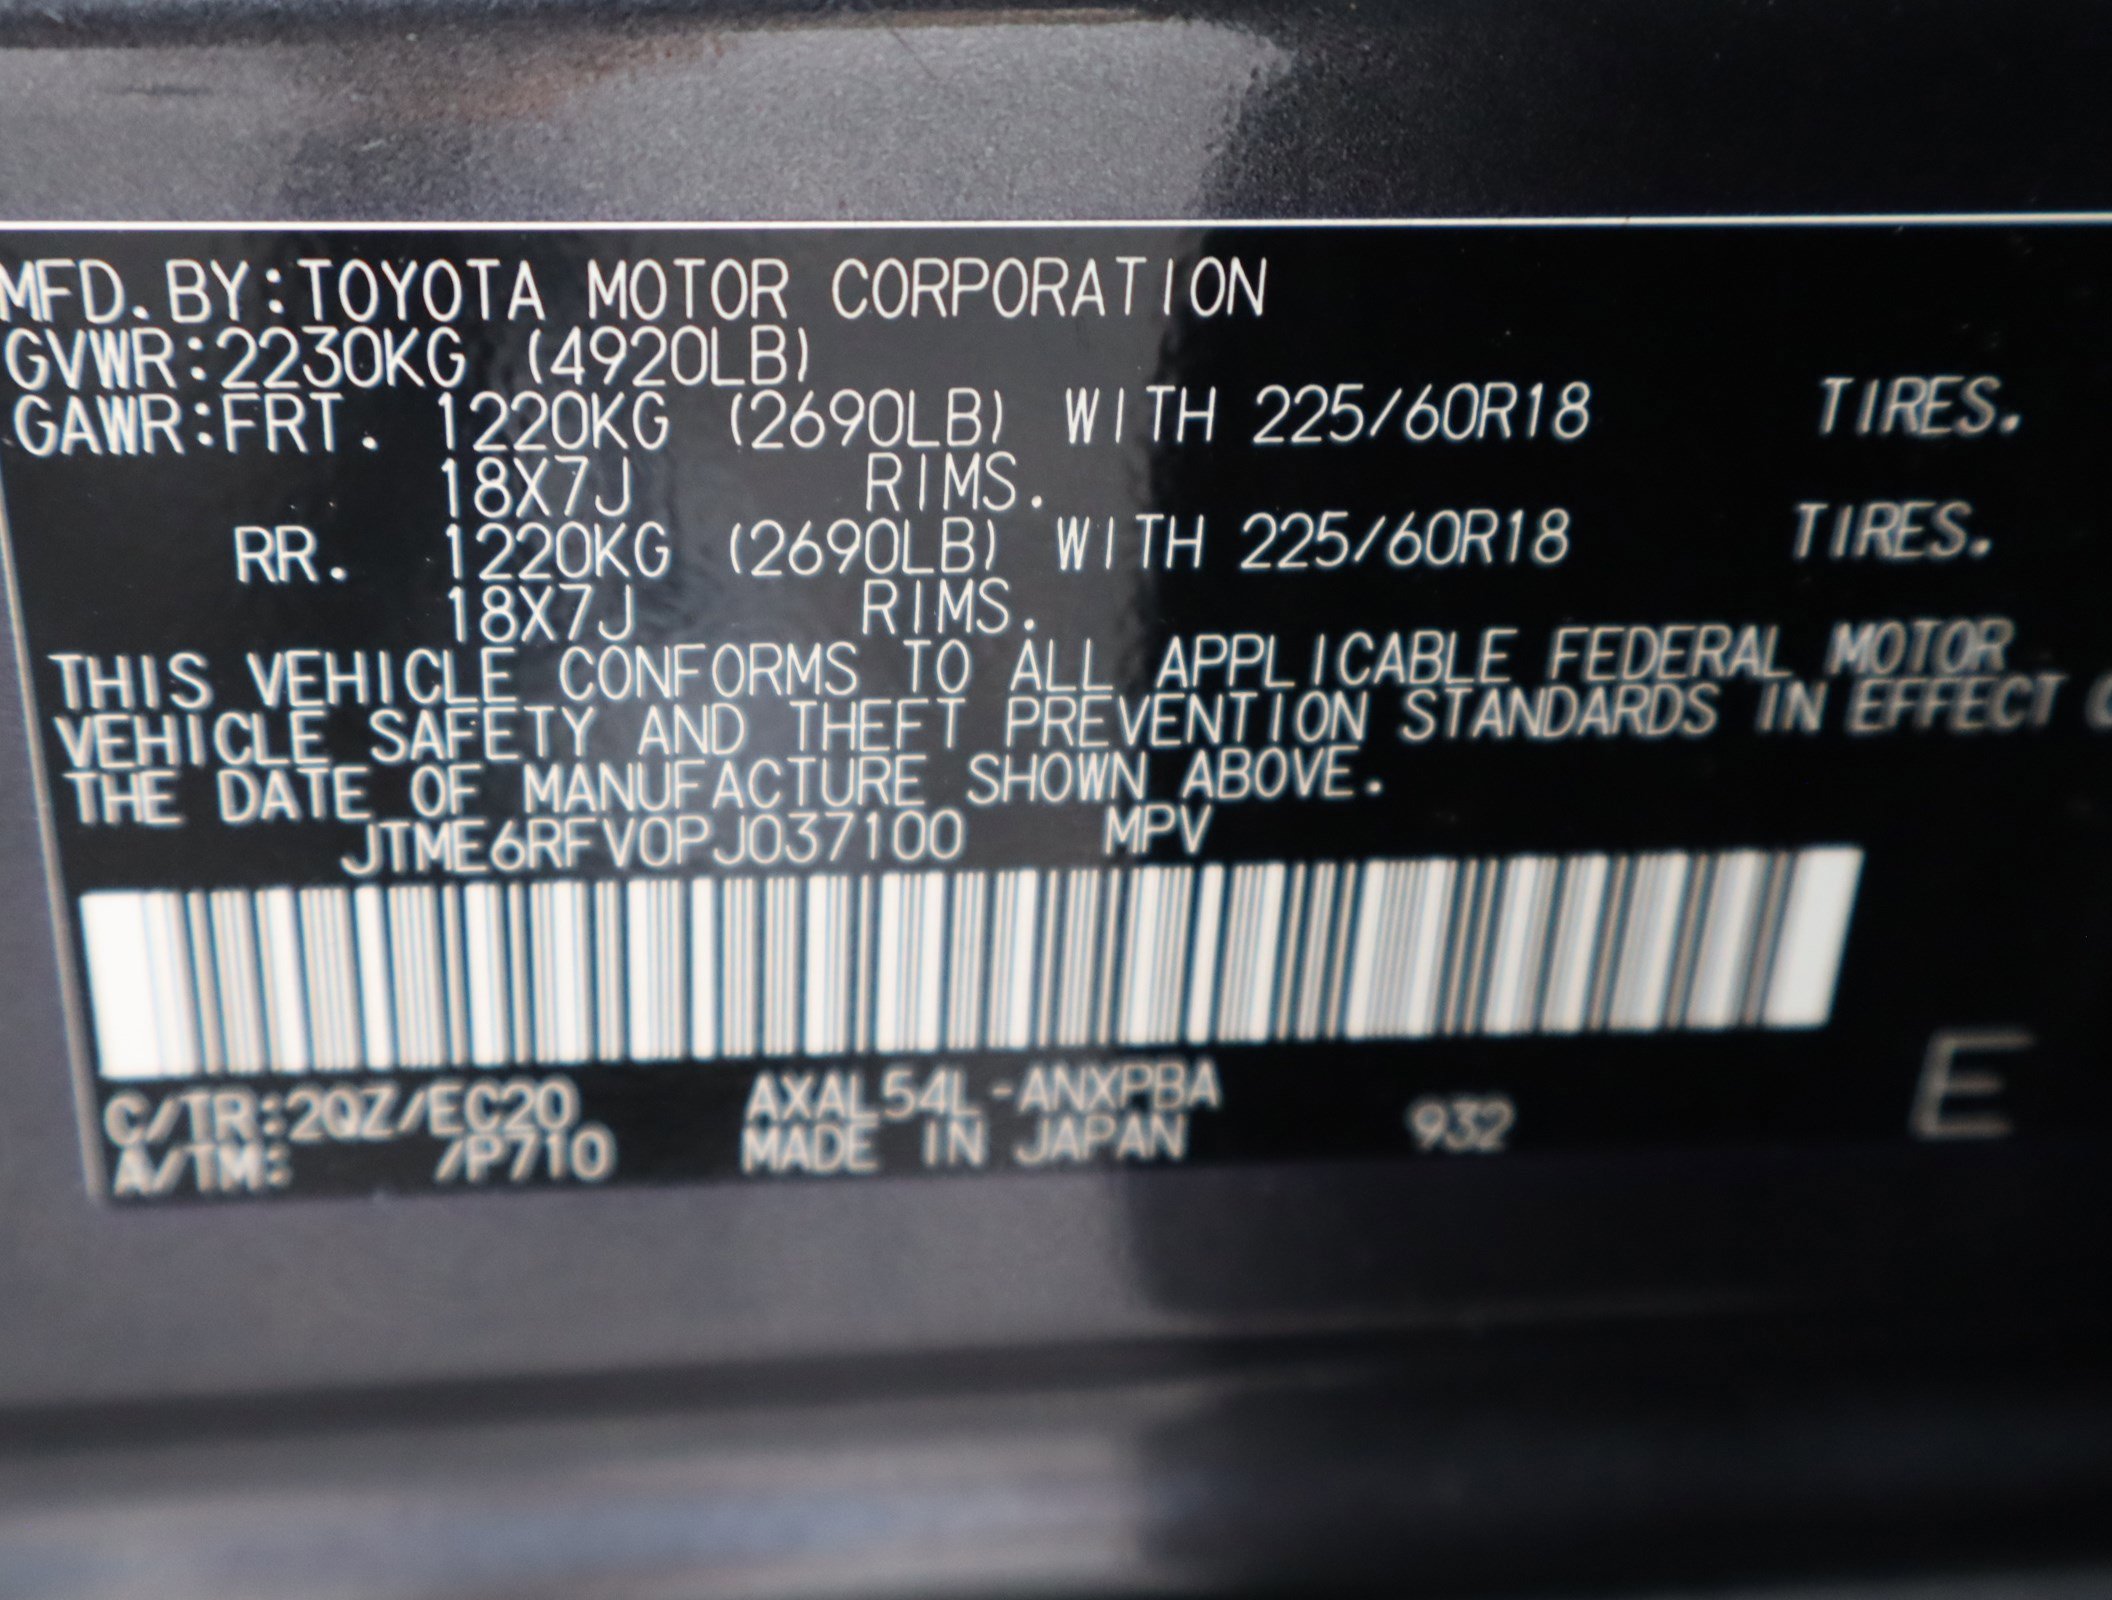 MFD.BY:TOYOTA MOTOR CORPORATION
GVWR:2230KG (4920LB)
GAWR:FRT. 1220KG (2690LB) WITH 225/60R18 TIRES.
18X7J RIMS.
RR. 1220KG (2690LB) WITH 225/60R18 TIRES.
18X7J RIMS.
THIS VEHICLE CONFORMS TO ALL APPLICABLE FEDERAL MOTOR
VEHICLE SAFETY AND THEFT PREVENTION STANDARDS IN EFFECT
THE DATE OF MANUFACTURE SHOWN ABOVE.
JTME6RFV0PJ037100 MPV
C/TR:2QZ/EC20 AXAL54L-ANXPBA 932 E
A/TM: /P710 MADE IN JAPAN